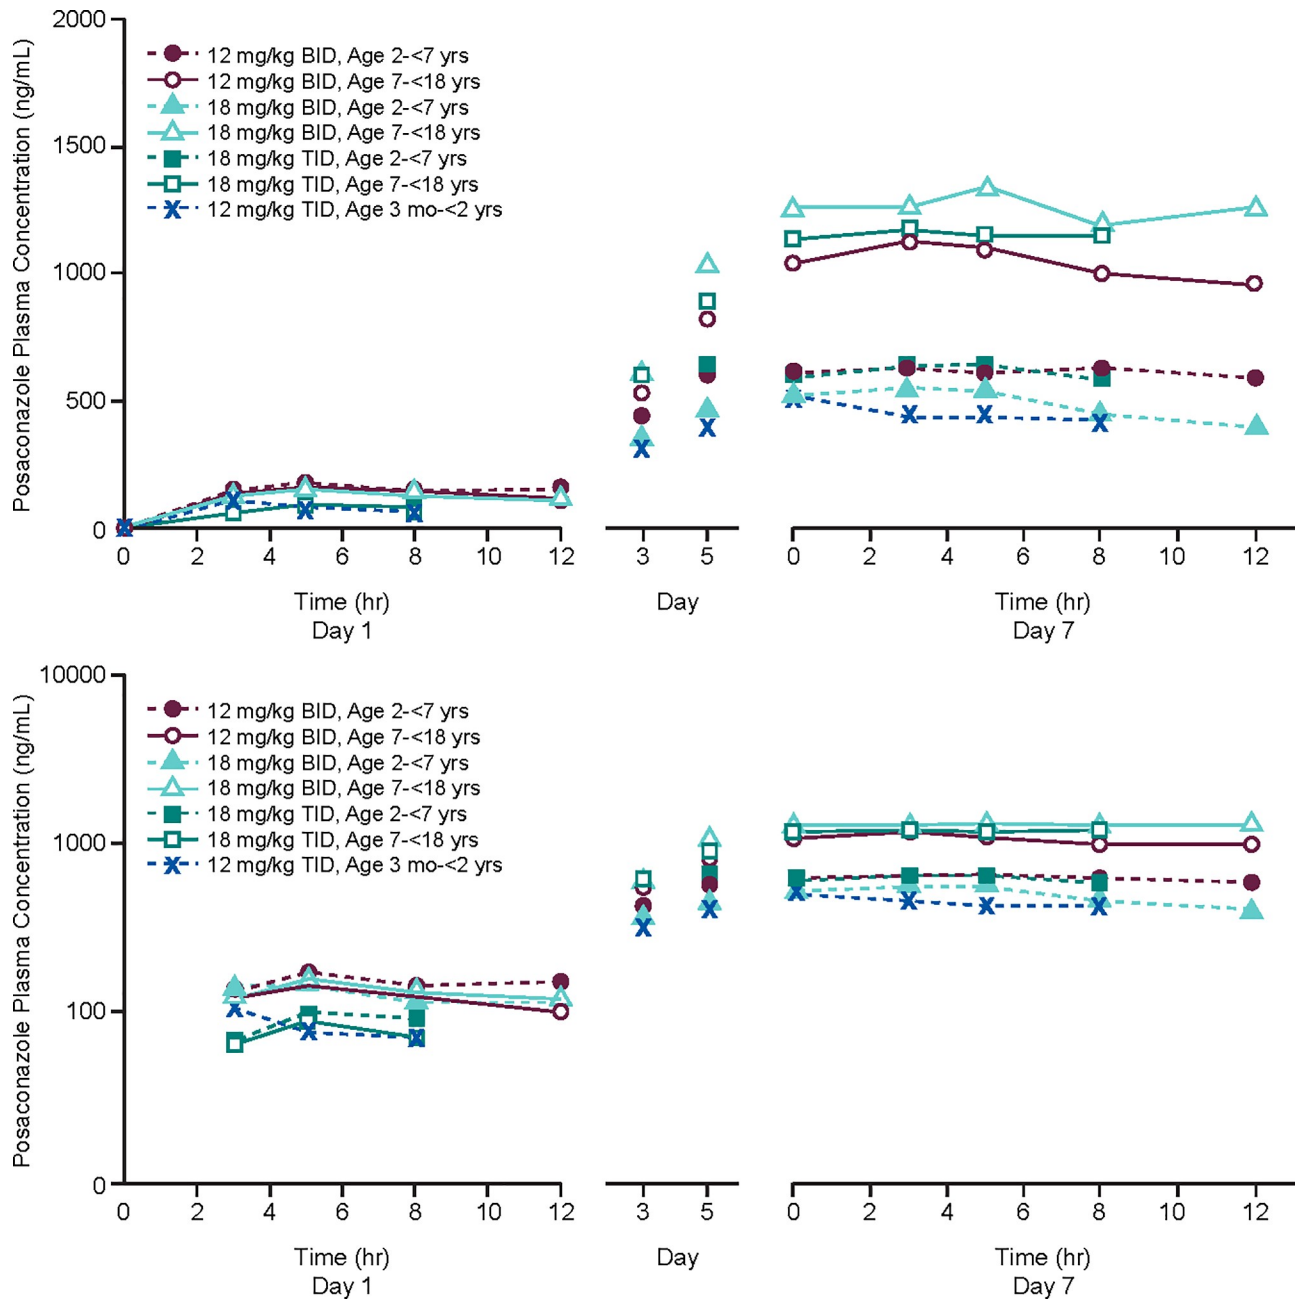 2000
1500
1000
500
0
Posaconazole Plasma Concentration (ng/mL)
12 mg/kg BID, Age 2-<7 yrs
12 mg/kg BID, Age 7-<18 yrs
18 mg/kg BID, Age 2-<7 yrs
18 mg/kg BID, Age 7-<18 yrs
18 mg/kg TID, Age 2-<7 yrs
18 mg/kg TID, Age 7-<18 yrs
12 mg/kg TID, Age 3 mo-<2 yrs
0 2 4 6 8 10 12 3 5 0 2 4 6 8 10 12
Time (hr) Day Time (hr)
Day 1 Day 7
10000
1000
100
0
Posaconazole Plasma Concentration (ng/mL)
12 mg/kg BID, Age 2-<7 yrs
12 mg/kg BID, Age 7-<18 yrs
18 mg/kg BID, Age 2-<7 yrs
18 mg/kg BID, Age 7-<18 yrs
18 mg/kg TID, Age 2-<7 yrs
18 mg/kg TID, Age 7-<18 yrs
12 mg/kg TID, Age 3 mo-<2 yrs
0 2 4 6 8 10 12 3 5 0 2 4 6 8 10 12
Time (hr) Day Time (hr)
Day 1 Day 7